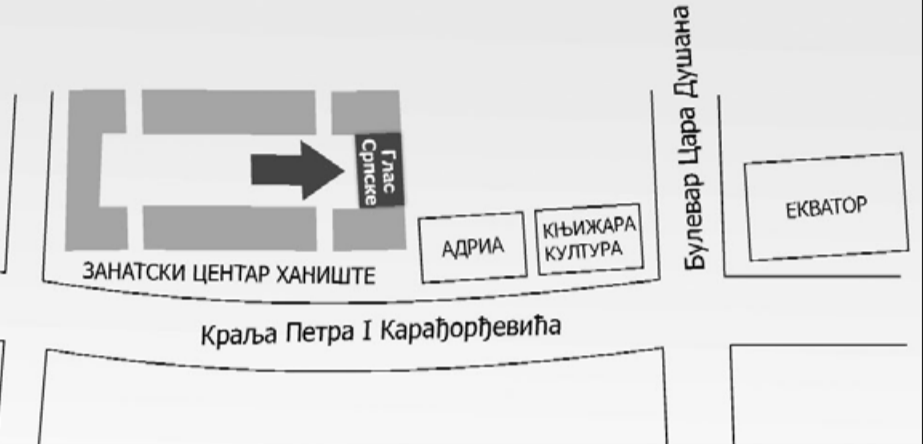 Булевар Цара Душана
Глас
Српске
ЕКВАТОР
АДРИА
КЊИЖАРА
КУЛТУРА
ЗАНАТСКИ ЦЕНТАР ХАНИШТЕ
Краља Петра I Карађорђевића